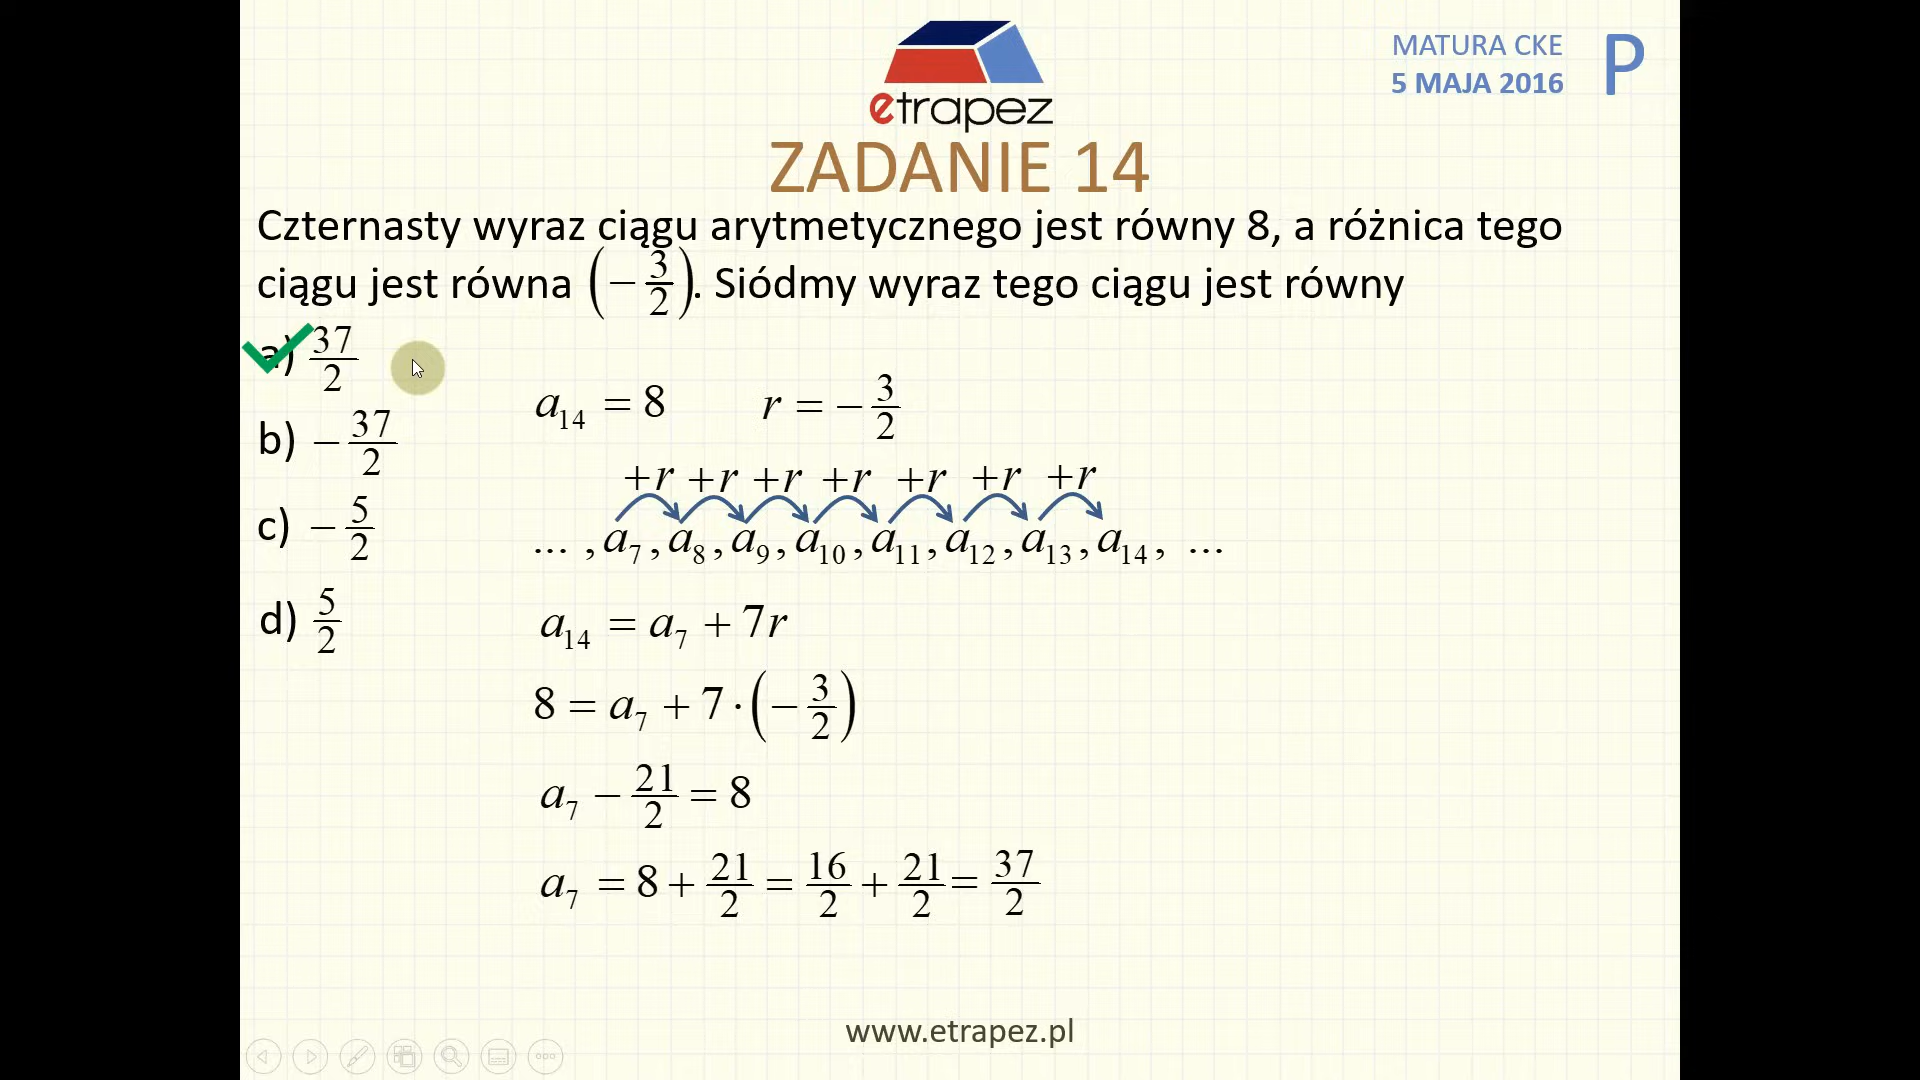 etrapez
MATURA CKE
5 MAJA 2016
P
ZADANIE 14
Czternasty wyraz ciągu arytmetycznego jest równy 8, a różnica tego
ciągu jest równa (−3/2). Siódmy wyraz tego ciągu jest równy
a) 37/2
b) −37/2
c) −5/2
d) 5/2
a₁₄ = 8 r = −3/2
+r +r +r +r +r +r +r
... , a₇, a₈, a₉, a₁₀, a₁₁, a₁₂, a₁₃, a₁₄, ...
a₁₄ = a₇ + 7r
8 = a₇ + 7·(−3/2)
a₇ − 21/2 = 8
a₇ = 8 + 21/2 = 16/2 + 21/2 = 37/2
www.etrapez.pl